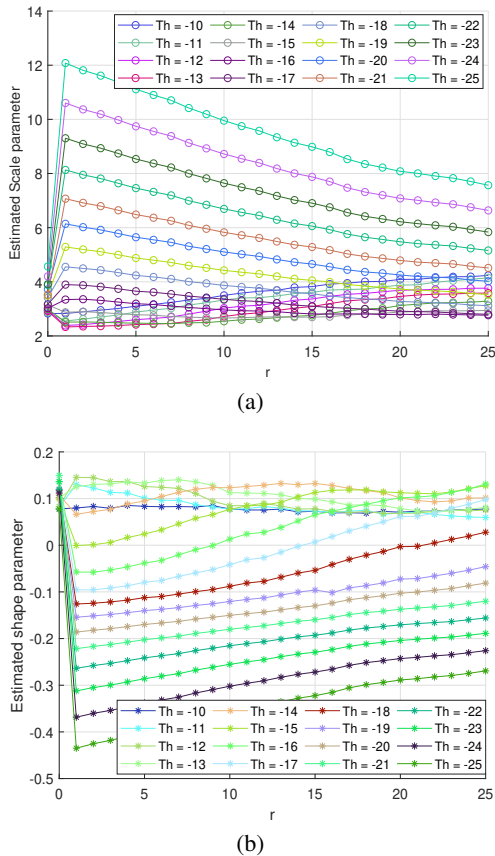 14
12
10
8
6
4
2
Estimated Scale parameter
Th = -10 Th = -14 Th = -18 Th = -22
Th = -11 Th = -15 Th = -19 Th = -23
Th = -12 Th = -16 Th = -20 Th = -24
Th = -13 Th = -17 Th = -21 Th = -25
0 5 10 15 20 25
r
(a)
0.2
0.1
0
-0.1
-0.2
-0.3
-0.4
-0.5
Estimated shape parameter
Th = -10 Th = -14 Th = -18 Th = -22
Th = -11 Th = -15 Th = -19 Th = -23
Th = -12 Th = -16 Th = -20 Th = -24
Th = -13 Th = -17 Th = -21 Th = -25
0 5 10 15 20 25
r
(b)